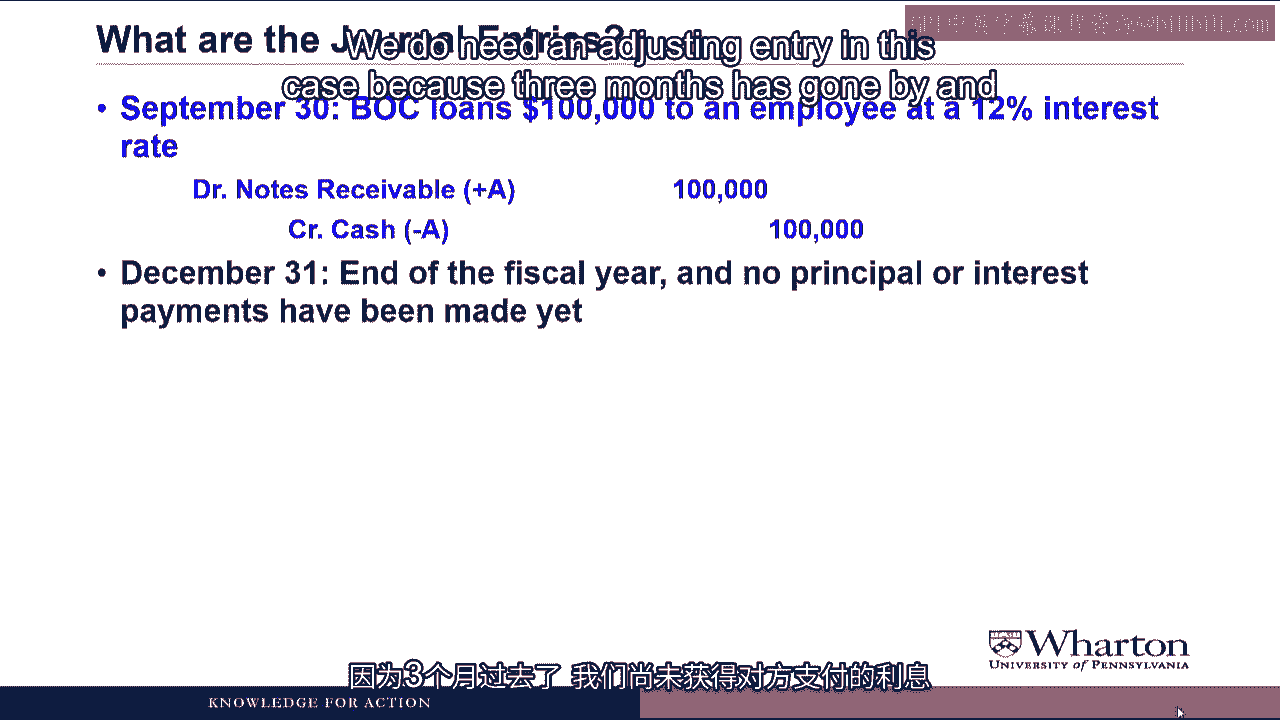 What are the Journal Entries?
We do need an adjusting entry in this
case because three months has gone by and
• September 30: BOC loans $100,000 to an employee at a 12% interest
rate
Dr. Notes Receivable (+A) 100,000
Cr. Cash (-A) 100,000
• December 31: End of the fiscal year, and no principal or interest
payments have been made yet
Wharton
UNIVERSITY of PENNSYLVANIA
因为3个月过去了 我们尚未获得对方支付的利息
KNOWLEDGE FOR ACTION